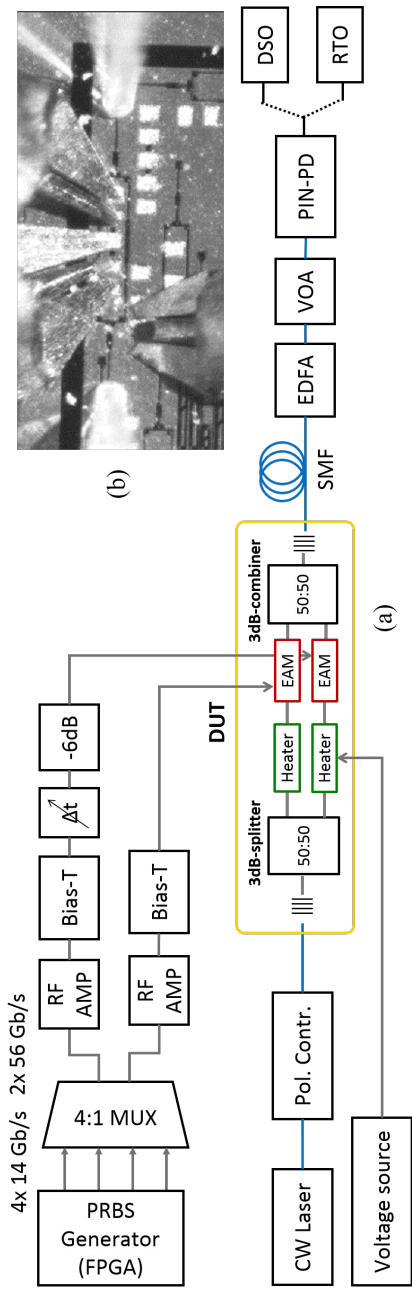 4x 14 Gb/s
2x 56 Gb/s
PRBS
Generator
(FPGA)
4:1 MUX
RF
AMP
Bias-T
Δt
-6dB
RF
AMP
Bias-T
(b)
DUT
3dB-splitter
3dB-combiner
CW Laser
Pol. Contr.
50:50
Heater
EAM
Heater
EAM
50:50
SMF
EDFA
VOA
PIN-PD
DSO
RTO
Voltage source
(a)